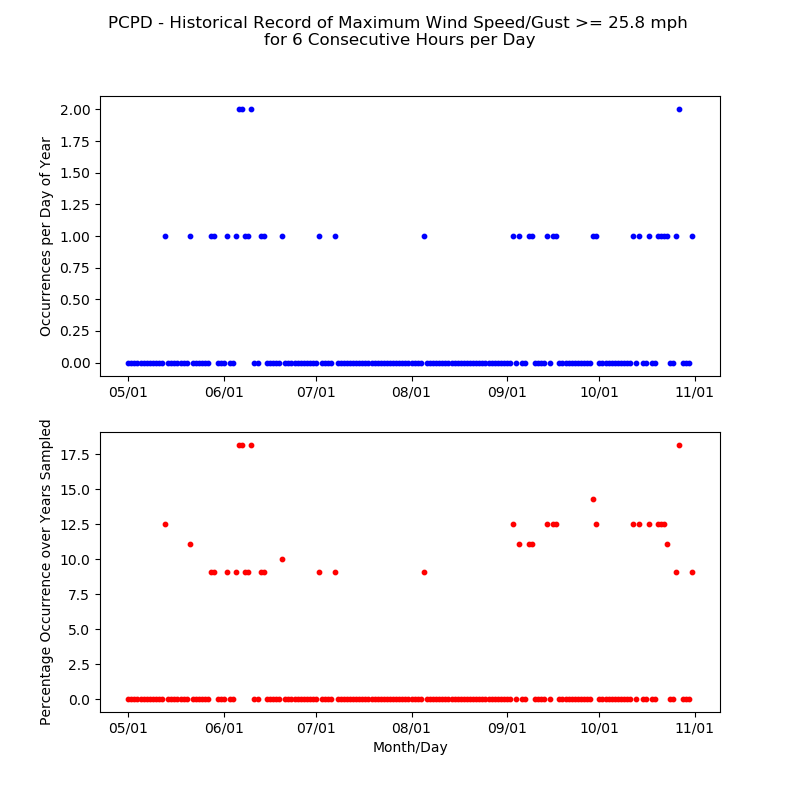 PCPD - Historical Record of Maximum Wind Speed/Gust >= 25.8 mph
for 6 Consecutive Hours per Day
Occurrences per Day of Year
2.00
1.75
1.50
1.25
1.00
0.75
0.50
0.25
0.00
05/01 06/01 07/01 08/01 09/01 10/01 11/01
Percentage Occurrence over Years Sampled
17.5
15.0
12.5
10.0
7.5
5.0
2.5
0.0
05/01 06/01 07/01 08/01 09/01 10/01 11/01
Month/Day